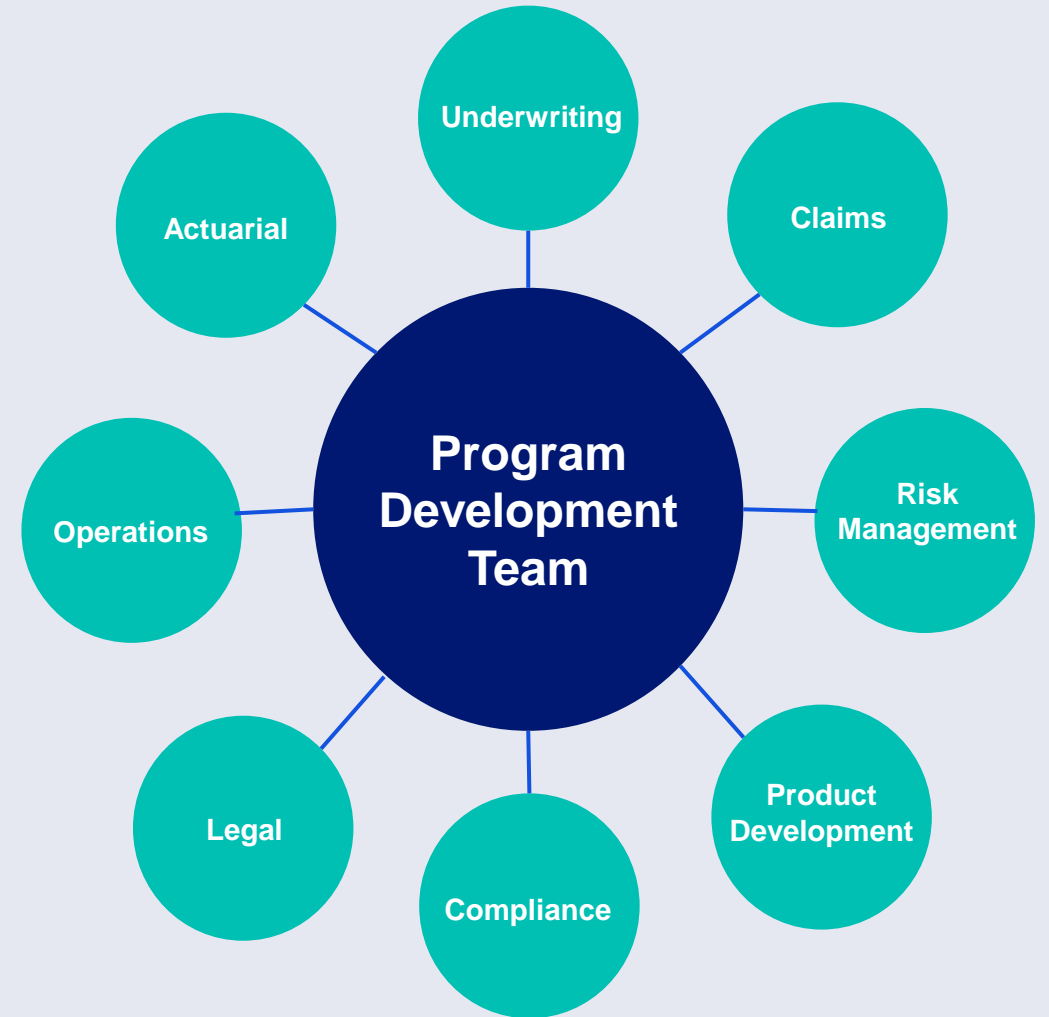 Underwriting
Claims
Actuarial
Risk
Management
Program
Development
Team
Operations
Product
Development
Legal
Compliance